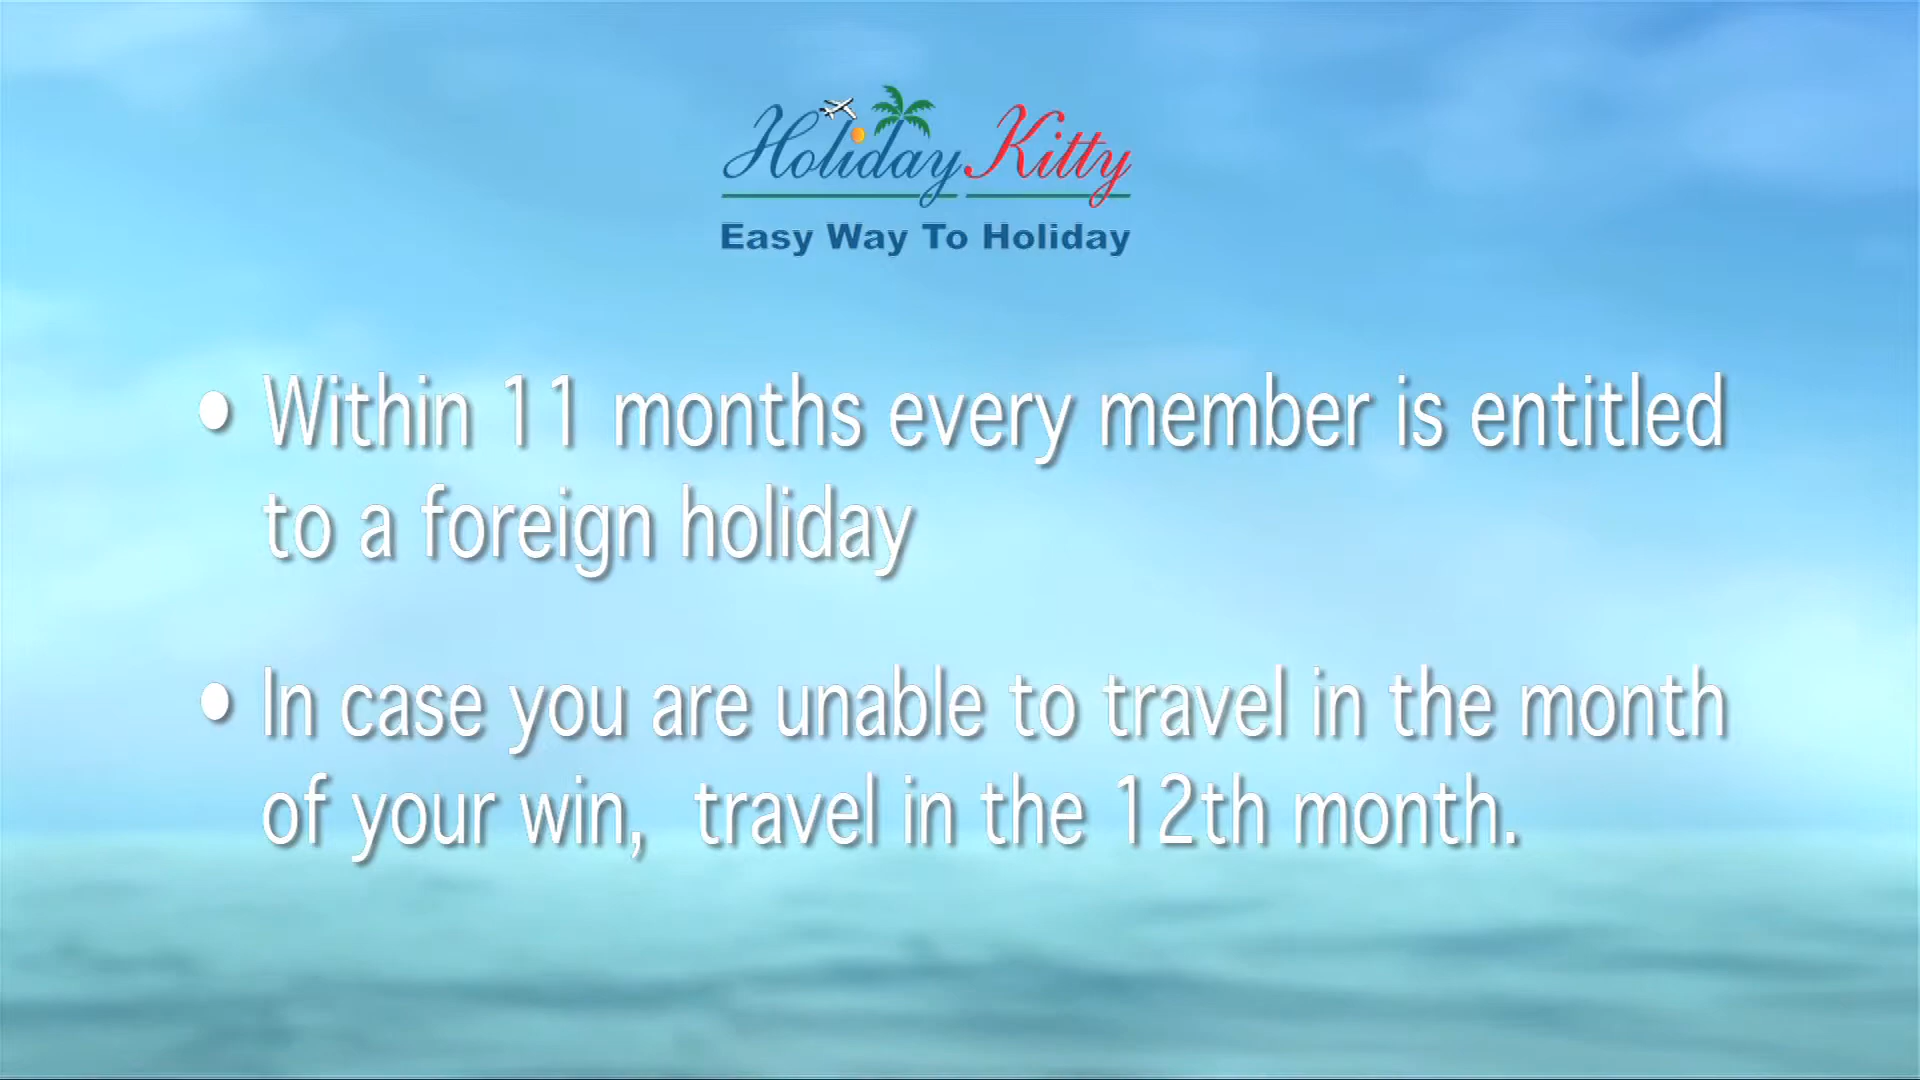 Holiday Kitty
Easy Way To Holiday
• Within 11 months every member is entitled
to a foreign holiday
• In case you are unable to travel in the month
of your win, travel in the 12th month.